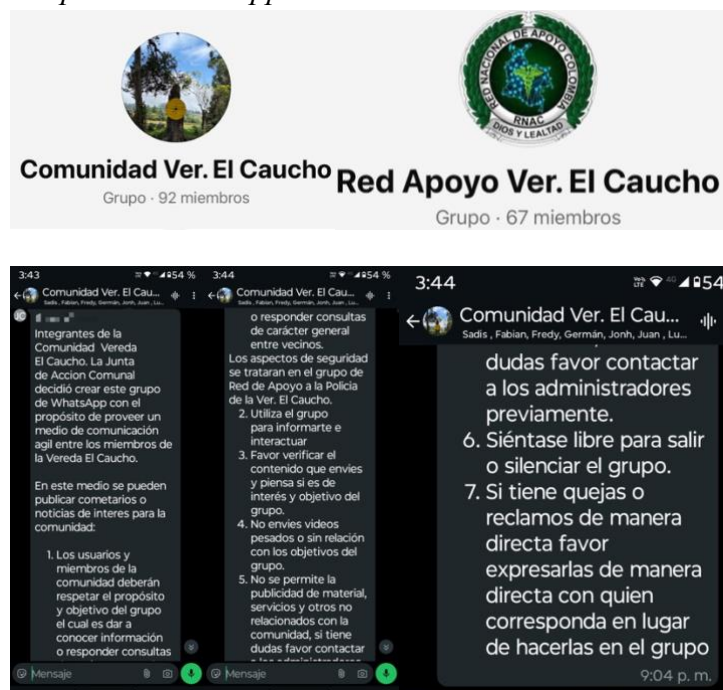 Comunidad Ver. El Caucho
Grupo · 92 miembros
RED NACIONAL DE APOYO COLOMBIA
RNAC
DIOS Y LEALTAD
Red Apoyo Ver. El Caucho
Grupo · 67 miembros
3:43
54 %
Comunidad Ver. El Cau...
Sadis , Fabian, Fredy, Germán, Jonh, Juan , Lu...
JC
Integrantes de la
Comunidad Vereda
El Caucho. La Junta
de Accion Comunal
decidió crear este grupo
de WhatsApp con el
propósito de proveer un
medio de comunicación
agil entre los miembros de
la Vereda El Caucho.
En este medio se pueden
publicar cometarios o
noticias de interes para la
comunidad:
1. Los usuarios y
miembros de la
comunidad deberán
respetar el propósito
y objetivo del grupo
el cual es dar a
conocer información
o responder consultas
Mensaje
3:44
54 %
Comunidad Ver. El Cau...
Sadis , Fabian, Fredy, Germán, Jonh, Juan , Lu...
o responder consultas
de carácter general
entre vecinos.
Los aspectos de seguridad
se trataran en el grupo de
Red de Apoyo a la Policia
de la Ver. El Caucho.
2. Utiliza el grupo
para informarte e
interactuar
3. Favor verificar el
contenido que envies
y piensa si es de
interés y objetivo del
grupo.
4. No envies videos
pesados o sin relación
con los objetivos del
grupo.
5. No se permite la
publicidad de material,
servicios y otros no
relacionados con la
comunidad, si tiene
dudas favor contactar
Mensaje
3:44
54
Comunidad Ver. El Cau...
Sadis , Fabian, Fredy, Germán, Jonh, Juan , Lu...
dudas favor contactar
a los administradores
previamente.
6. Siéntase libre para salir
o silenciar el grupo.
7. Si tiene quejas o
reclamos de manera
directa favor
expresarlas de manera
directa con quien
corresponda en lugar
de hacerlas en el grupo
9:04 p. m.